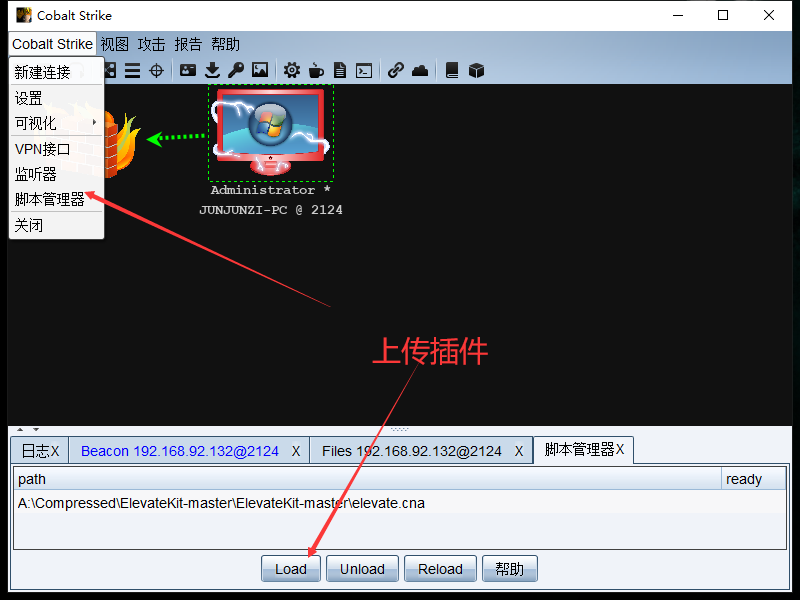 Cobalt Strike
Cobalt Strike 视图 攻击 报告 帮助
新建连接
设置
可视化
VPN接口
监听器
脚本管理器
关闭
Administrator *
JUNJUNZI-PC @ 2124
上传插件
日志X Beacon 192.168.92.132@2124 X Files 192.168.92.132@2124 X 脚本管理器X
path ready
A:\Compressed\ElevateKit-master\ElevateKit-master\elevate.cna
Load Unload Reload 帮助